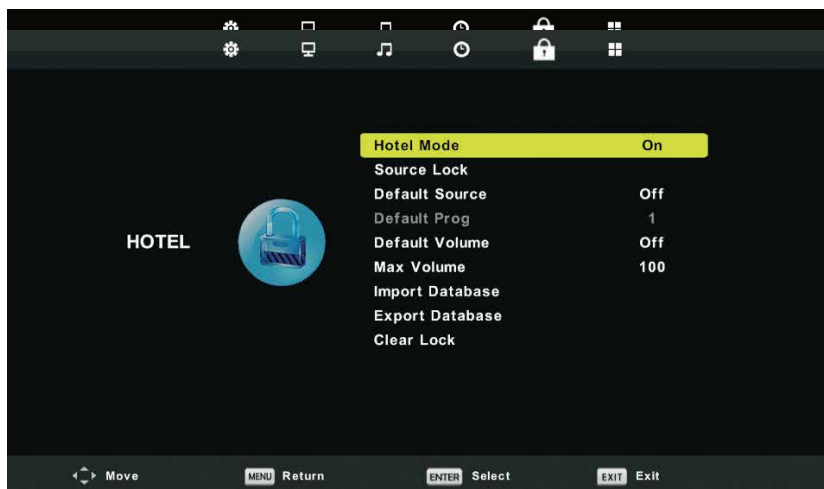 Hotel Mode On
Source Lock
Default Source Off
Default Prog 1
HOTEL
Default Volume Off
Max Volume 100
Import Database
Export Database
Clear Lock
Move MENU Return ENTER Select EXIT Exit